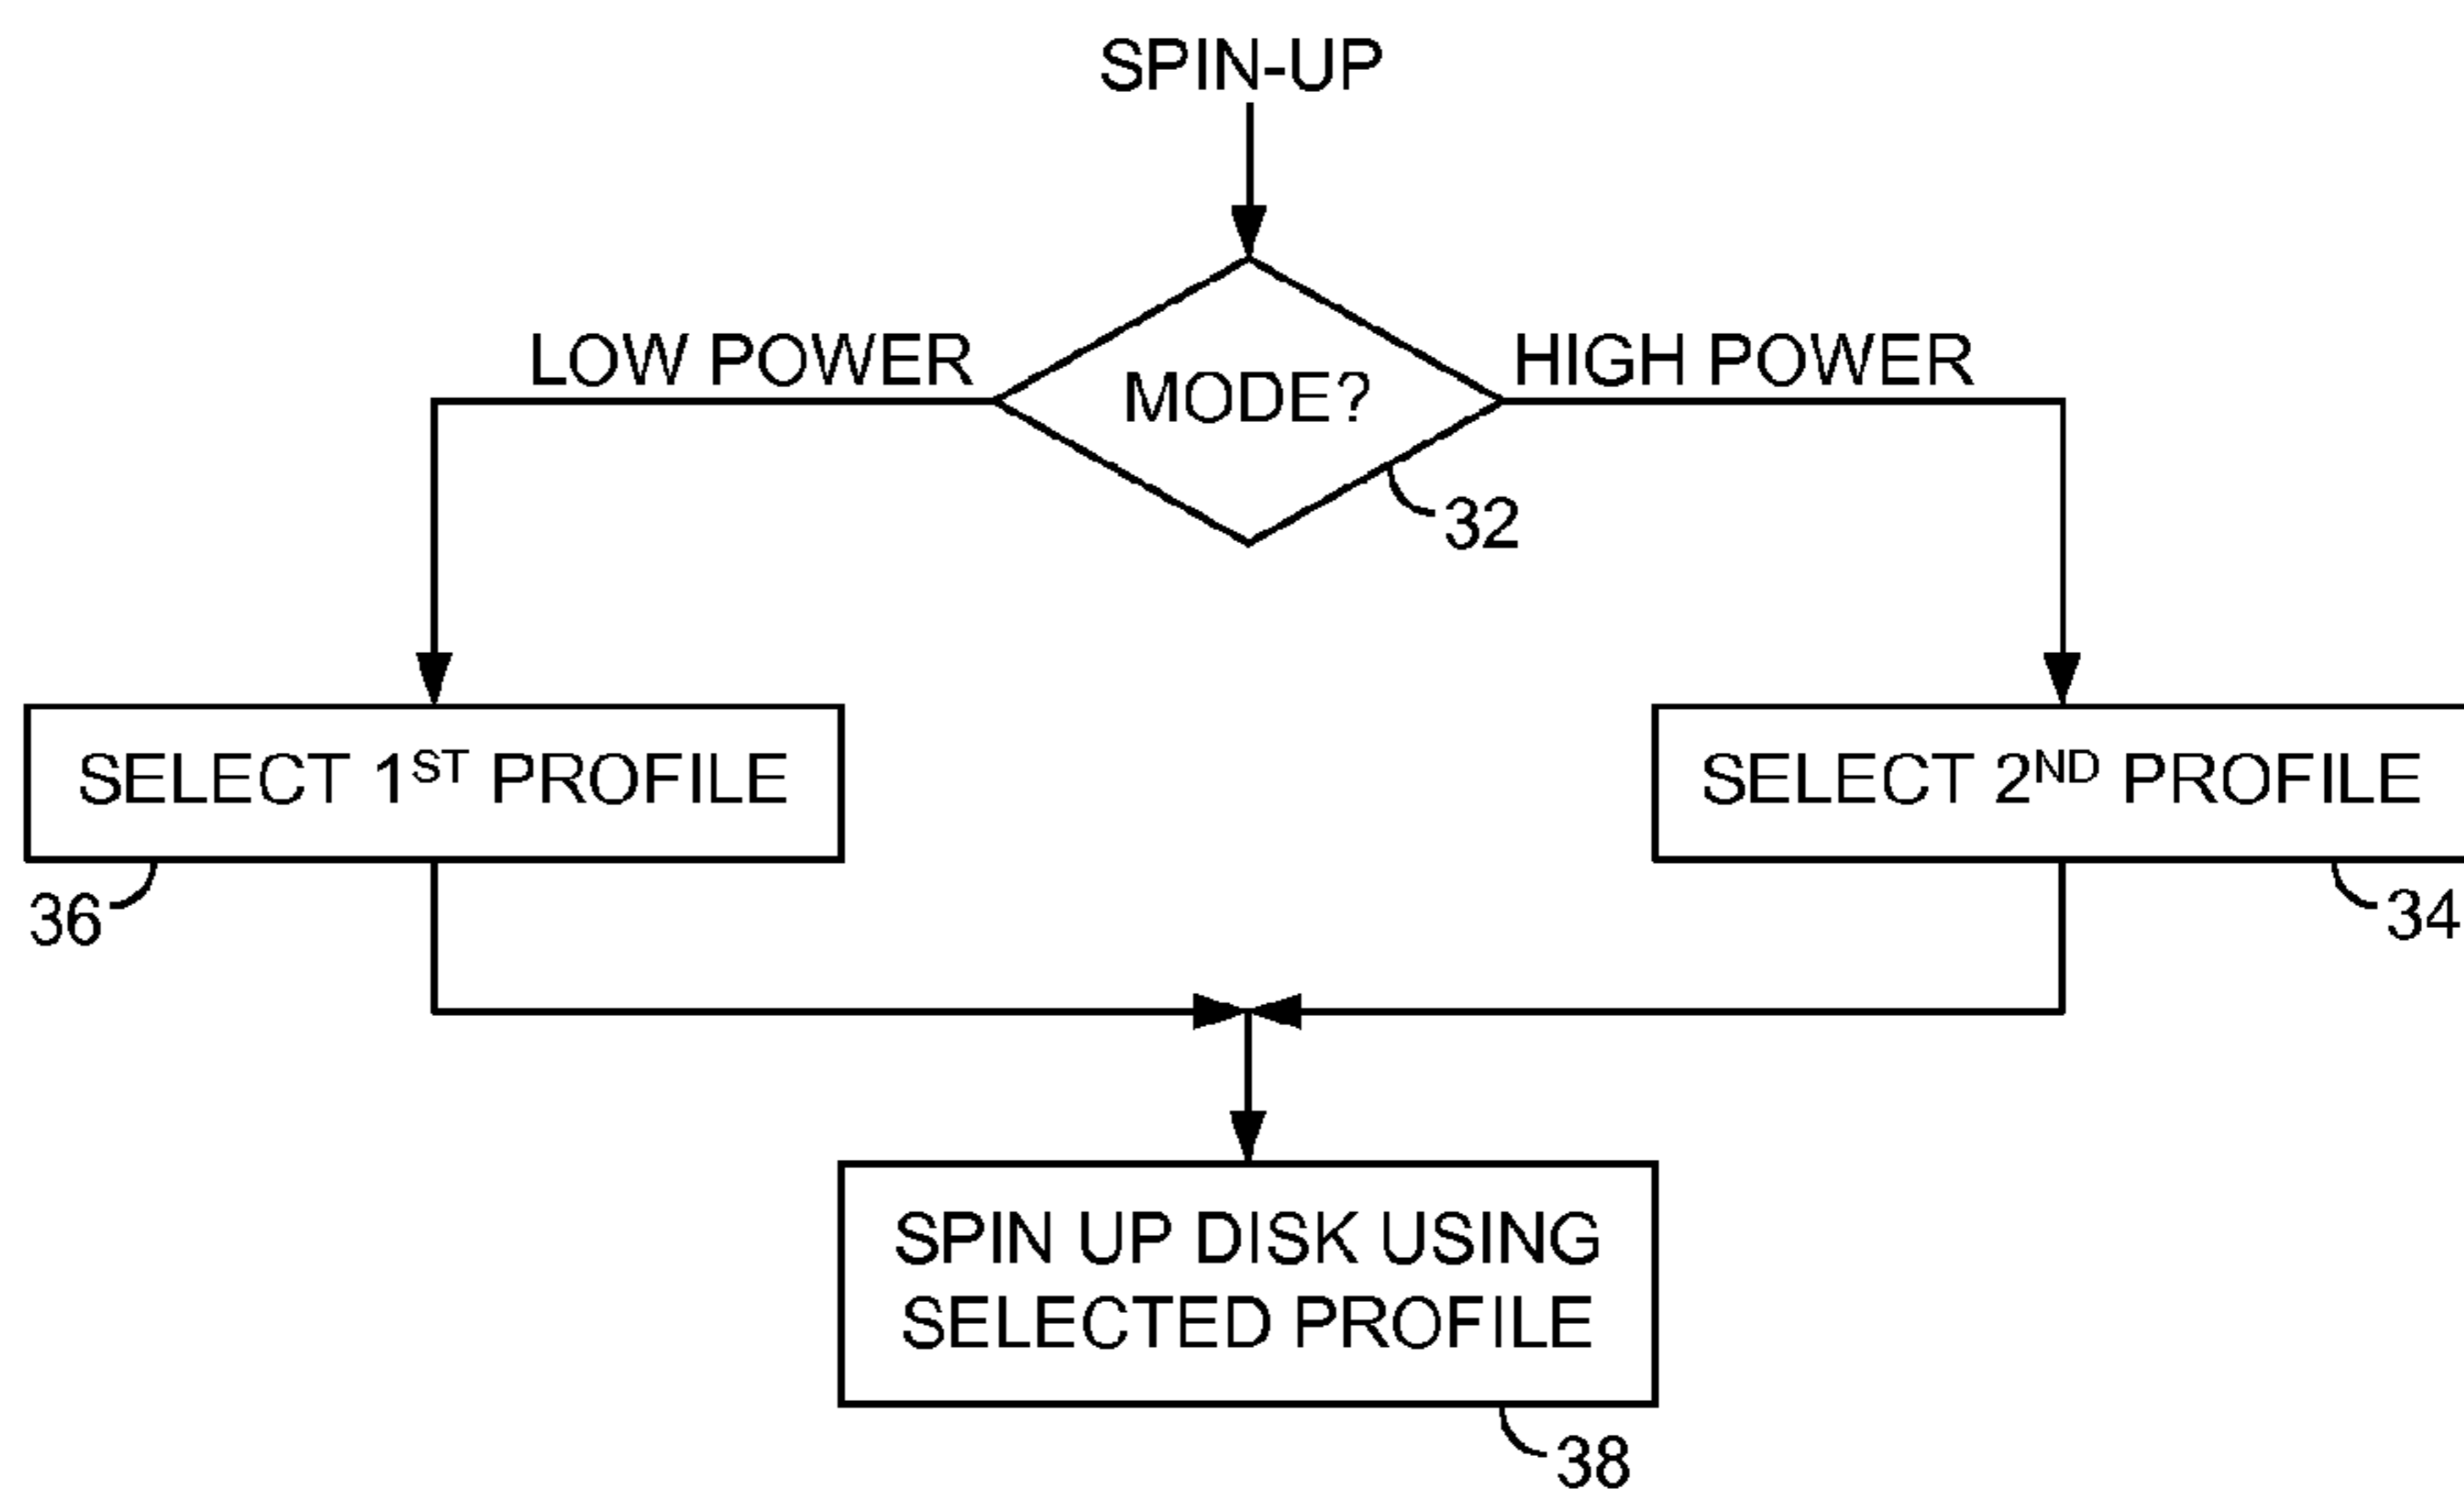 SPIN-UP
LOW POWER
MODE?
HIGH POWER
32
SELECT 1ST PROFILE
SELECT 2ND PROFILE
36
34
SPIN UP DISK USING
SELECTED PROFILE
38